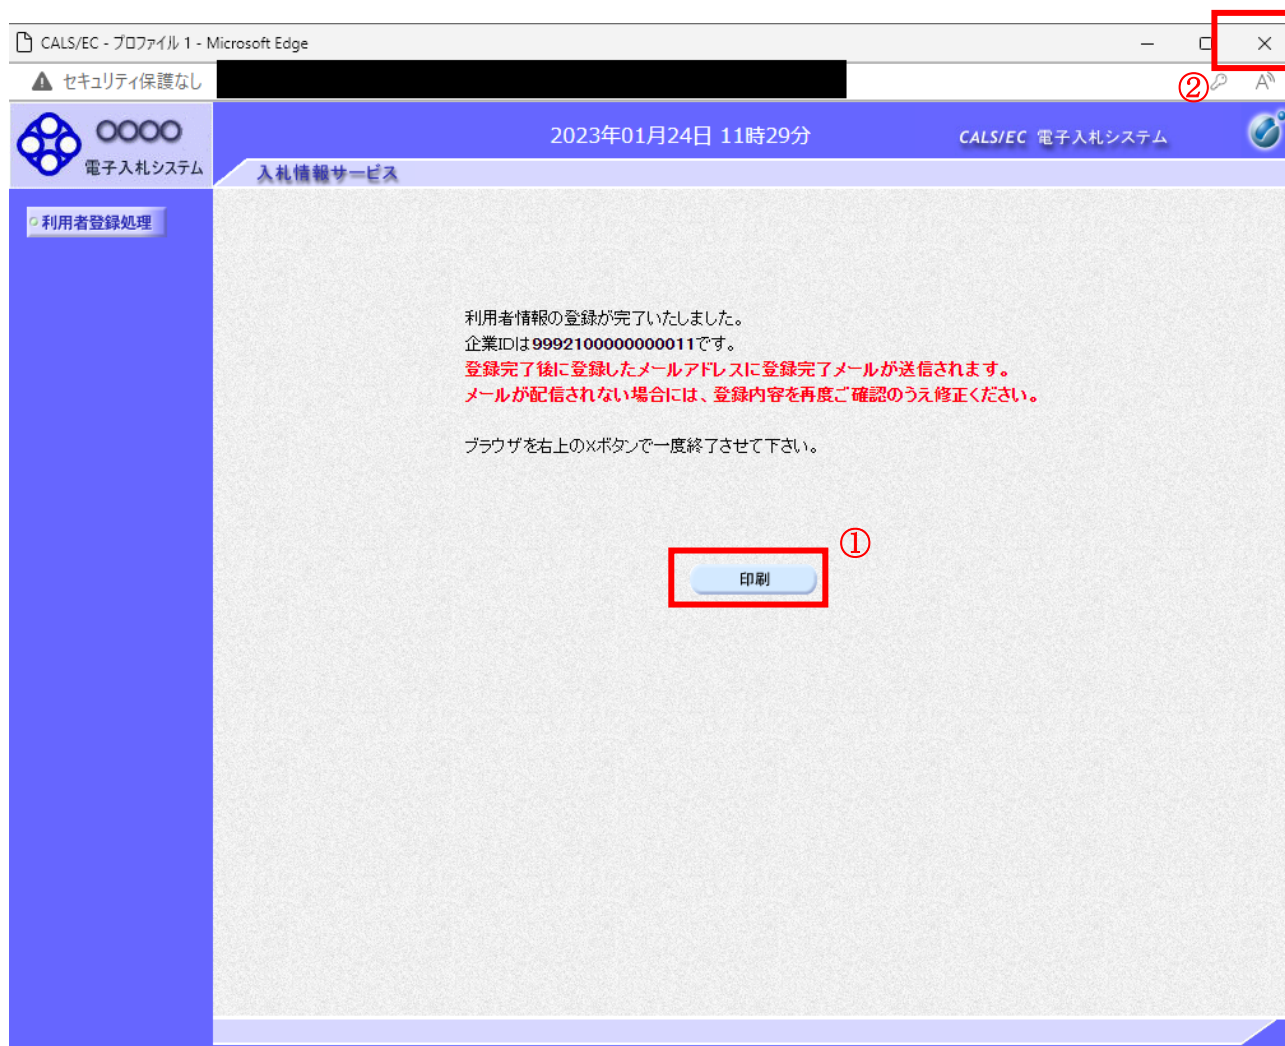 CALS/EC - プロファイル 1 - Microsoft Edge
セキュリティ保護なし
②
○○○○
電子入札システム
2023年01月24日 11時29分
CALS/EC 電子入札システム
入札情報サービス
利用者登録処理
利用者情報の登録が完了いたしました。
企業IDは9992100000000011です。
登録完了後に登録したメールアドレスに登録完了メールが送信されます。
メールが配信されない場合には、登録内容を再度ご確認のうえ修正ください。
ブラウザを右上の×ボタンで一度終了させて下さい。
①
印刷